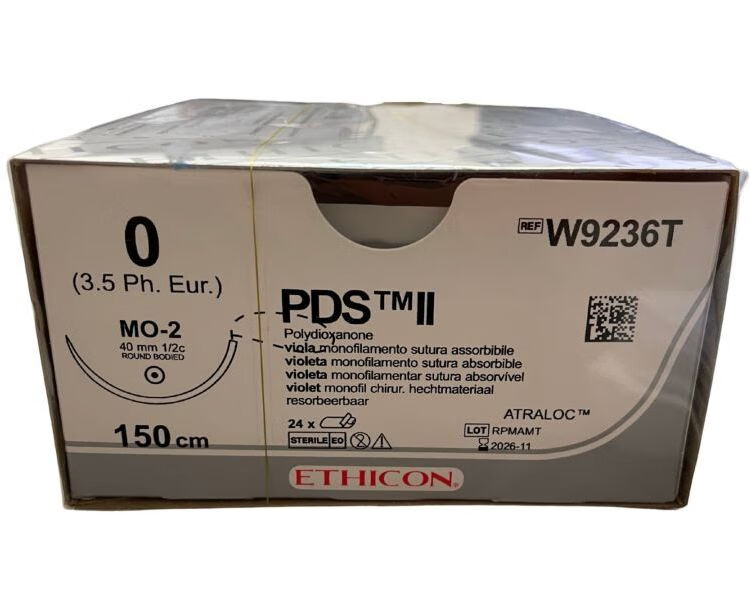 0
(3.5 Ph. Eur.)
MO-2
40 mm 1/2c
ROUND BODIED
150 cm
REF W9236T
PDS™II
Polydioxanone
viola monofilamento sutura assorbibile
violeta monofilamento sutura absorbible
violeta monofilamentar sutura absorvível
violet monofil chirur. hechtmateriaal
resorbeerbaar
24 x
STERILE EO
ATRALOC™
LOT RPMAMT
2026-11
ETHICON